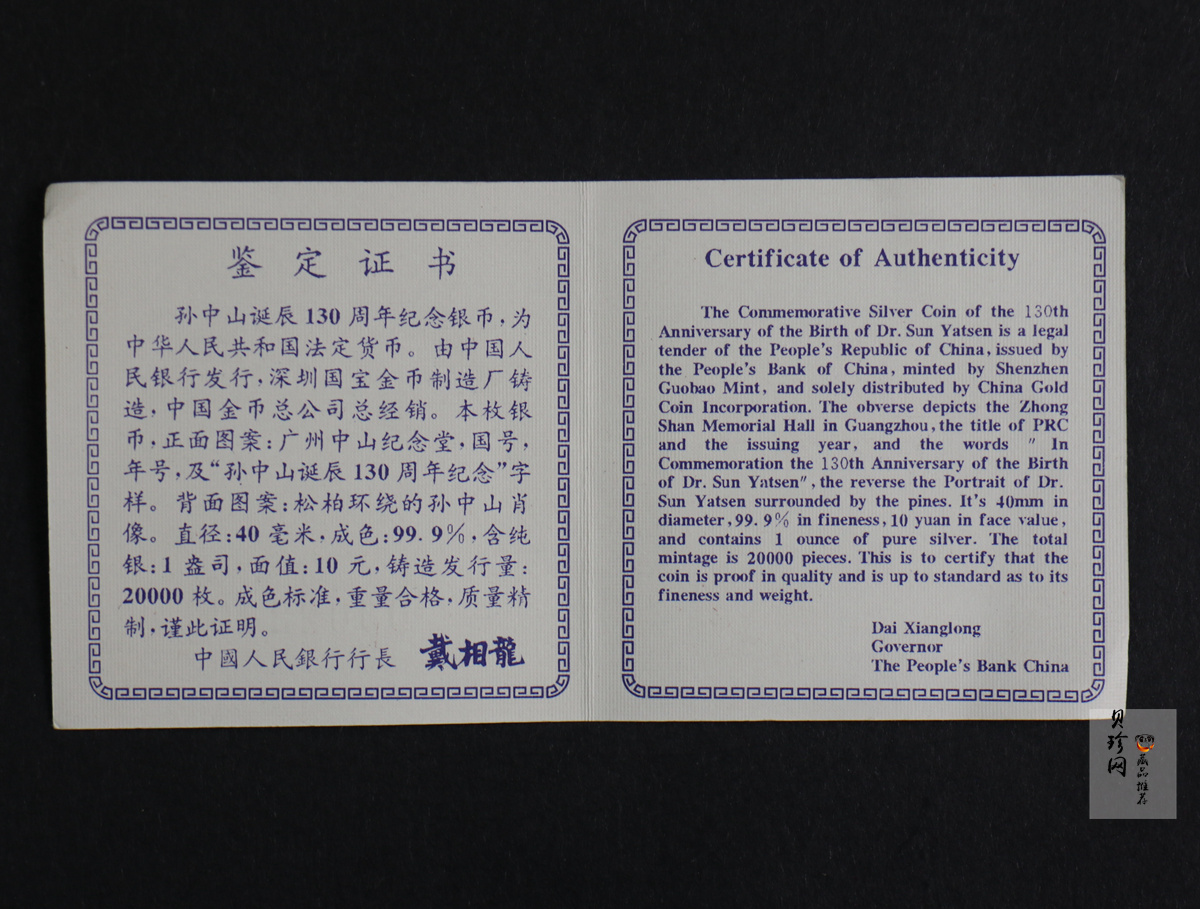 鉴定证书
孙中山诞辰130周年纪念银币,为
中华人民共和国法定货币。由中国人
民银行发行,深圳国宝金币制造厂铸
造,中国金币总公司总经销。本枚银
币,正面图案:广州中山纪念堂,国号,
年号,及“孙中山诞辰130周年纪念”字
样。背面图案:松柏环绕的孙中山肖
像。直径:40毫米,成色:99.9%,含纯
银:1盎司,面值:10元,铸造发行量:
20000枚。成色标准,重量合格,质量精
制,谨此证明。
中國人民銀行行長 戴相龍
Certificate of Authenticity
The Commemorative Silver Coin of the 130th
Anniversary of the Birth of Dr. Sun Yatsen is a legal
tender of the People's Republic of China, issued by
the People's Bank of China, minted by Shenzhen
Guobao Mint, and solely distributed by China Gold
Coin Incorporation. The obverse depicts the Zhong
Shan Memorial Hall in Guangzhou, the title of PRC
and the issuing year, and the words " In
Commemoration the 130th Anniversary of the Birth
of Dr. Sun Yatsen", the reverse the Portrait of Dr.
Sun Yatsen surrounded by the pines. It's 40mm in
diameter, 99.9% in fineness, 10 yuan in face value,
and contains 1 ounce of pure silver. The total
mintage is 20000 pieces. This is to certify that the
coin is proof in quality and is up to standard as to its
fineness and weight.
Dai Xianglong
Governor
The People's Bank China
贝珍网
藏品推荐